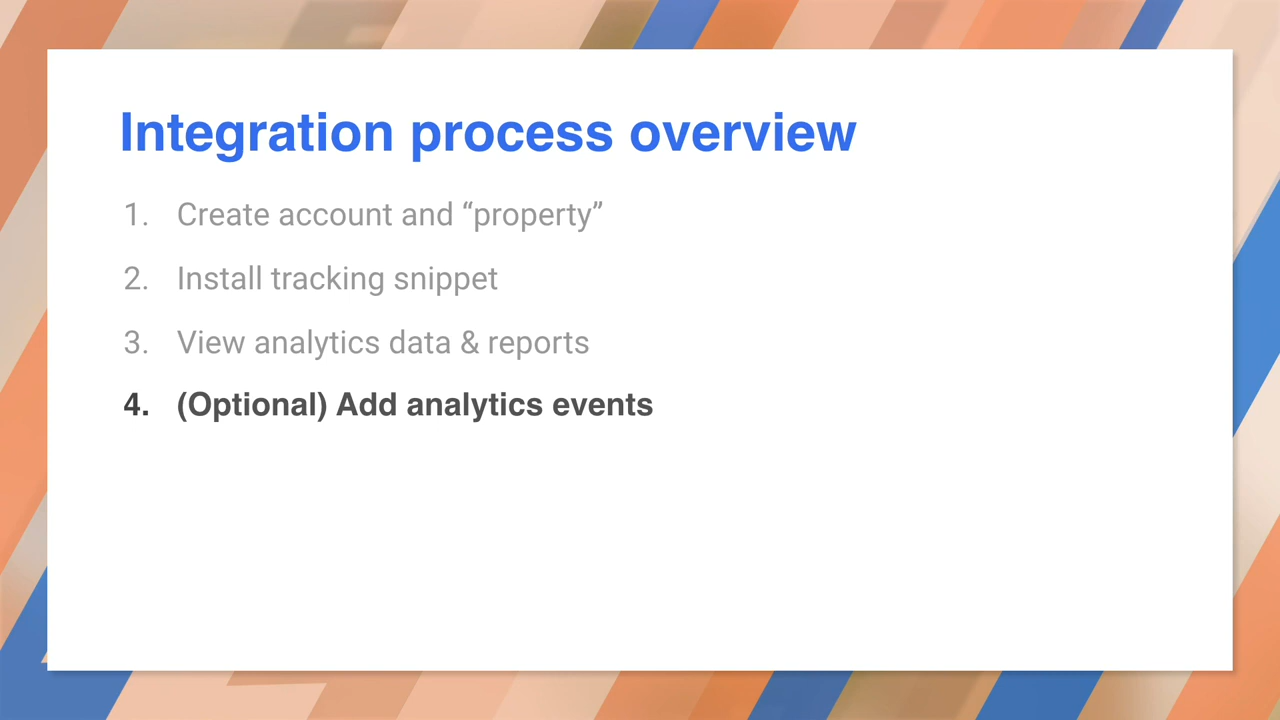 Integration process overview
1. Create account and “property”
2. Install tracking snippet
3. View analytics data & reports
4. (Optional) Add analytics events